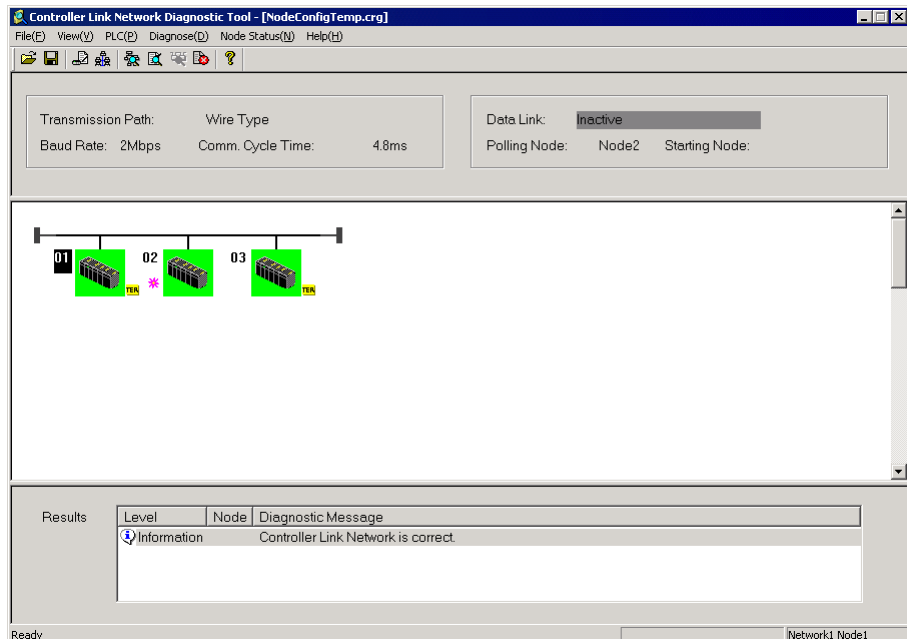 Controller Link Network Diagnostic Tool - [NodeConfigTemp.crg]
File(F) View(V) PLC(P) Diagnose(D) Node Status(N) Help(H)
Transmission Path: Wire Type
Baud Rate: 2Mbps Comm. Cycle Time: 4.8ms
Data Link: Inactive
Polling Node: Node2 Starting Node:
01 02 03
TER TER
Results
Level Node Diagnostic Message
Information Controller Link Network is correct.
Ready Network1 Node1